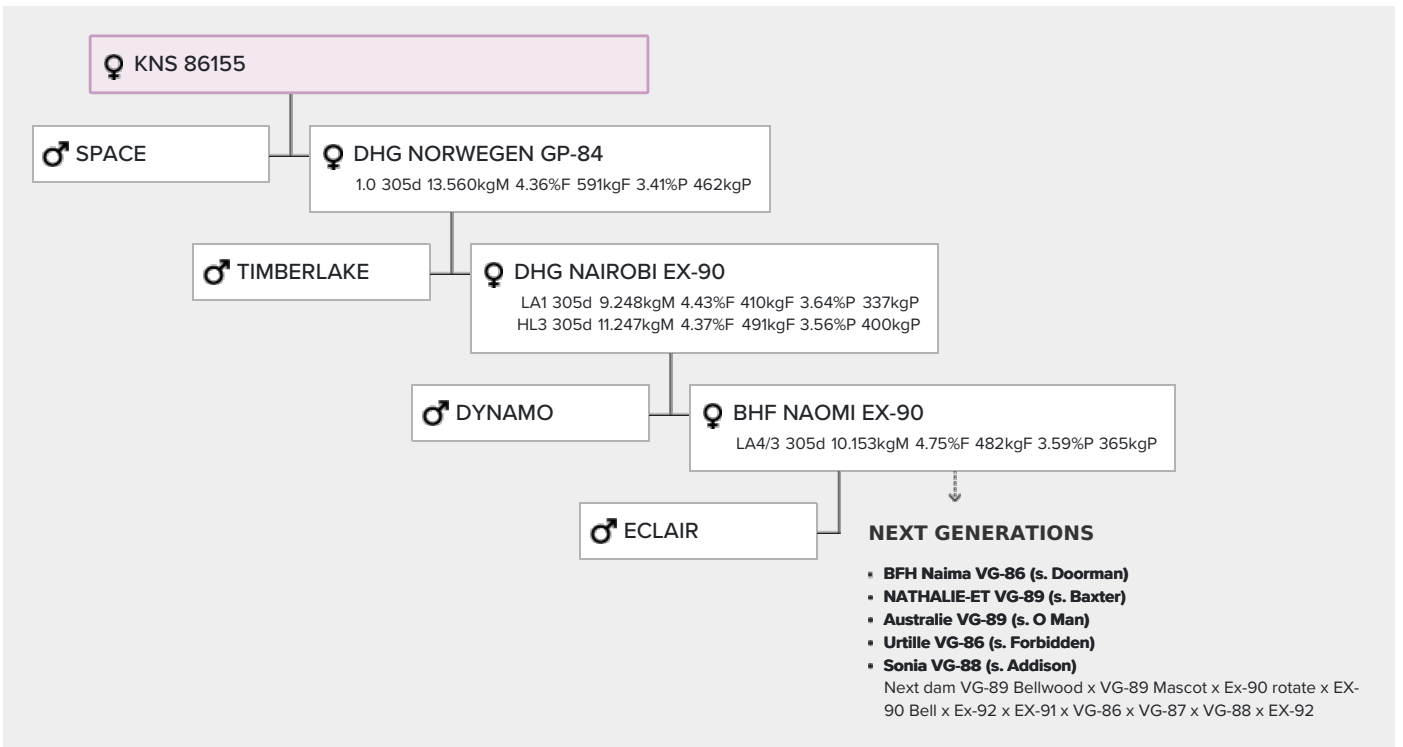 KNS 86155
SPACE
DHG NORWEGEN GP-84
1.0 305d 13.560kgM 4.36%F 591kgF 3.41%P 462kgP
TIMBERLAKE
DHG NAIROBI EX-90
LA1 305d 9.248kgM 4.43%F 410kgF 3.64%P 337kgP
HL3 305d 11.247kgM 4.37%F 491kgF 3.56%P 400kgP
DYNAMO
BHF NAOMI EX-90
LA4/3 305d 10.153kgM 4.75%F 482kgF 3.59%P 365kgP
ECLAIR
NEXT GENERATIONS
• BFH Naima VG-86 (s. Doorman)
• NATHALIE-ET VG-89 (s. Baxter)
• Australie VG-89 (s. O Man)
• Urtille VG-86 (s. Forbidden)
• Sonia VG-88 (s. Addison)
Next dam VG-89 Bellwood x VG-89 Mascot x Ex-90 rotate x EX-
90 Bell x Ex-92 x EX-91 x VG-86 x VG-87 x VG-88 x EX-92